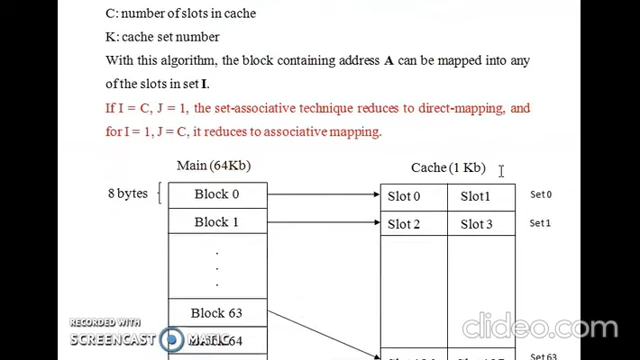 C: number of slots in cache
K: cache set number
With this algorithm, the block containing address A can be mapped into any
of the slots in set I.
If I = C, J = 1, the set-associative technique reduces to direct-mapping, and
for I = 1, J = C, it reduces to associative mapping.
Main (64Kb)
Cache (1 Kb)
8 bytes
Block 0
Slot 0
Slot1
Set 0
Block 1
Slot 2
Slot 3
Set 1
Block 63
RECORDED WITH
SCREENCAST MATIC
64
clideo.com
Set 63